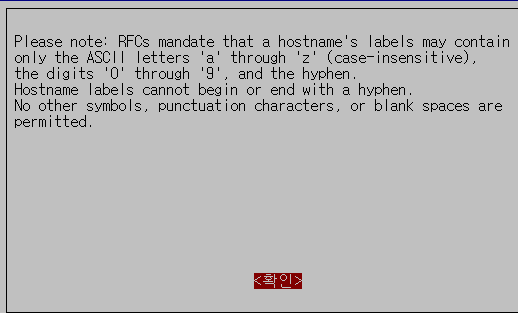 Please note: RFCs mandate that a hostname's labels may contain
only the ASCII letters 'a' through 'z' (case-insensitive),
the digits '0' through '9', and the hyphen.
Hostname labels cannot begin or end with a hyphen.
No other symbols, punctuation characters, or blank spaces are
permitted.
<확인>